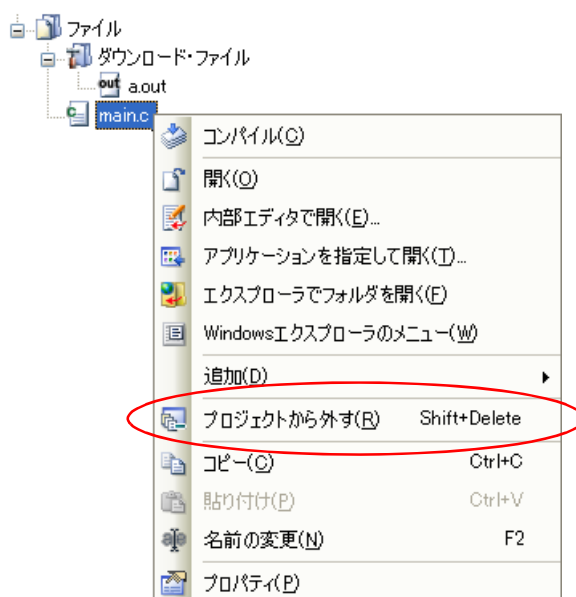 ファイル
ダウンロード・ファイル
out a.out
c main.c
コンパイル(C)
開く(O)
内部エディタで開く(E)...
アプリケーションを指定して開く(T)...
エクスプローラでフォルダを開く(F)
Windowsエクスプローラのメニュー(W)
追加(D)
プロジェクトから外す(R) Shift+Delete
コピー(C) Ctrl+C
貼り付け(P) Ctrl+V
名前の変更(N) F2
プロパティ(P)